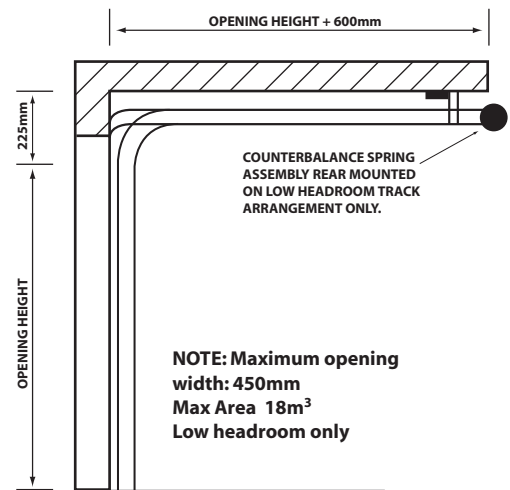 OPENING HEIGHT + 600mm
225mm
COUNTERBALANCE SPRING
ASSEMBLY REAR MOUNTED
ON LOW HEADROOM TRACK
ARRANGEMENT ONLY.
OPENING HEIGHT
NOTE: Maximum opening
width: 450mm
Max Area 18m³
Low headroom only